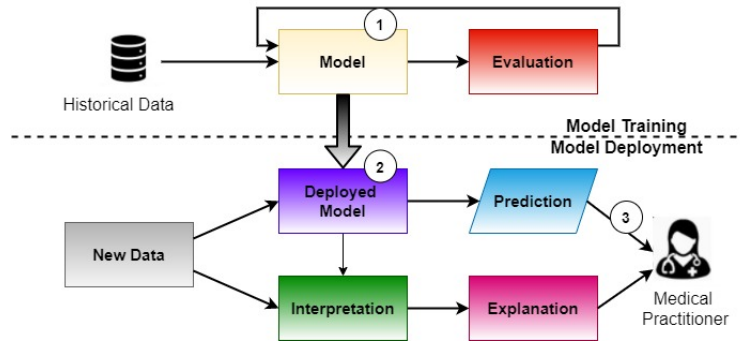 1
Model
Evaluation
Historical Data
Model Training
Model Deployment
2
Deployed
Model
Prediction
3
New Data
Interpretation
Explanation
Medical
Practitioner